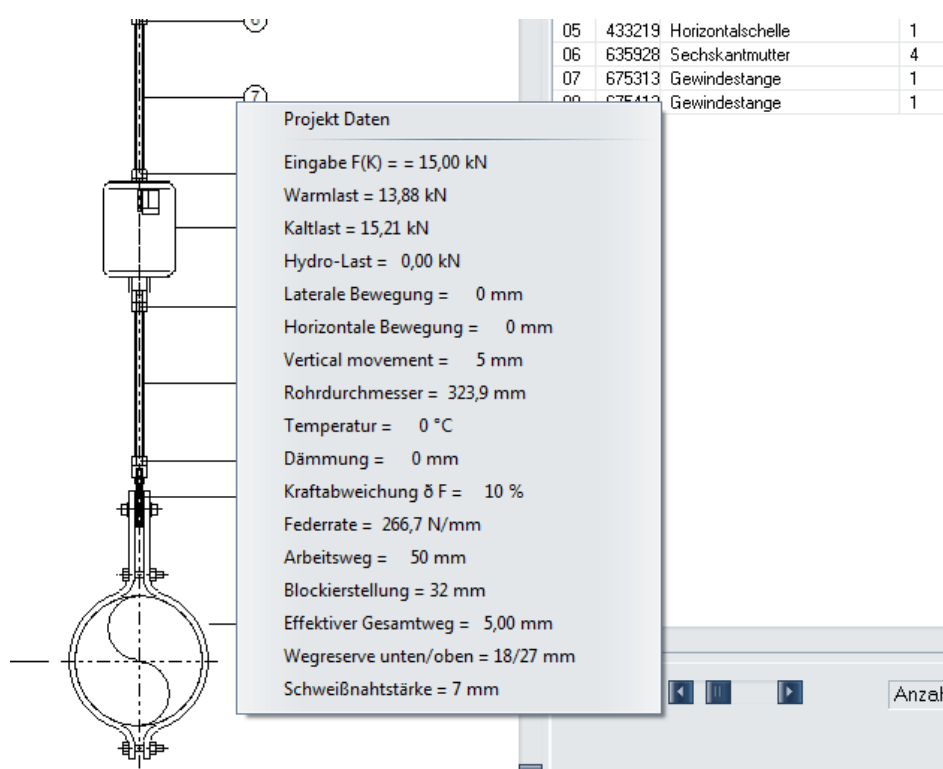 6
05 433219 Horizontalschelle 1
06 635928 Sechskantmutter 4
07 675313 Gewindestange 1
Gewindestange 1
7
Projekt Daten
Eingabe F(K) = = 15,00 kN
Warmlast = 13,88 kN
Kaltlast = 15,21 kN
Hydro-Last = 0,00 kN
Laterale Bewegung = 0 mm
Horizontale Bewegung = 0 mm
Vertical movement = 5 mm
Rohrdurchmesser = 323,9 mm
Temperatur = 0 °C
Dämmung = 0 mm
Kraftabweichung ð F = 10 %
Federrate = 266,7 N/mm
Arbeitsweg = 50 mm
Blockierstellung = 32 mm
Effektiver Gesamtweg = 5,00 mm
Wegreserve unten/oben = 18/27 mm
Schweißnahtstärke = 7 mm
Anzah